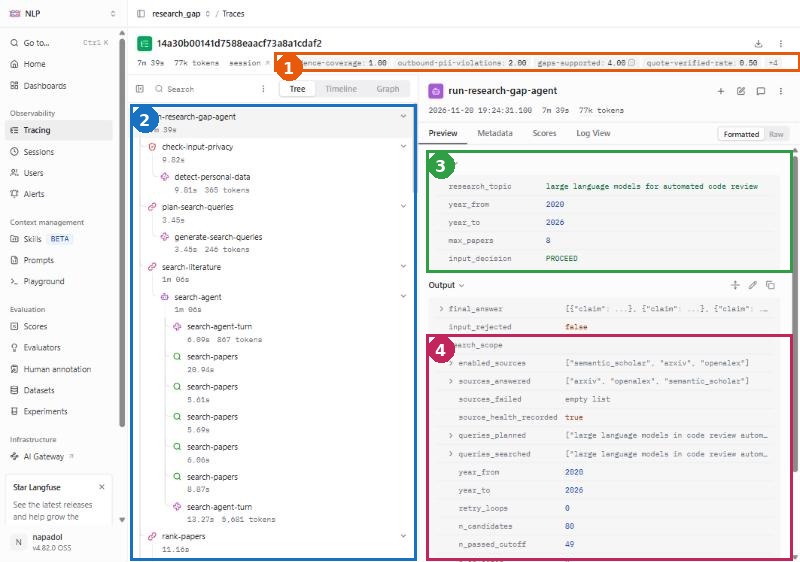 NLP
research_gap / Traces
Go to... Ctrl K
Home
Dashboards
Observability
Tracing
Sessions
Users
Alerts
Context management
Skills BETA
Prompts
Playground
Evaluation
Scores
Evaluators
Human annotation
Datasets
Experiments
Infrastructure
AI Gateway
Star Langfuse
See the latest releases
and help grow the
N napadol
v4.82.0 OSS
14a30b00141d7588eaacf73a8a1cdaf2
7m 39s 77k tokens session
1
ence-coverage: 1.00 outbound-pii-violations: 2.00 gaps-supported: 4.00 quote-verified-rate: 0.50 +4
Search
Tree Timeline Graph
2
n-research-gap-agent
m 39s
check-input-privacy
9.82s
detect-personal-data
9.81s 365 tokens
plan-search-queries
3.45s
generate-search-queries
3.45s 246 tokens
search-literature
1m 06s
search-agent
1m 06s
search-agent-turn
6.09s 867 tokens
search-papers
20.94s
search-papers
5.61s
search-papers
5.69s
search-papers
6.06s
search-papers
8.87s
search-agent-turn
13.27s 5,681 tokens
rank-papers
11.16s
run-research-gap-agent
2026-11-20 19:24:31.100 7m 39s 77k tokens
Preview Metadata Scores Log View Formatted Raw
3
research_topic large language models for automated code review
year_from 2020
year_to 2026
max_papers 8
input_decision PROCEED
Output
final_answer [{"claim": ...}, {"claim": ...}, {"claim": ...
input_rejected false
4
earch_scope
enabled_sources ["semantic_scholar", "arxiv", "openalex"]
sources_answered ["arxiv", "openalex", "semantic_scholar"]
sources_failed empty list
source_health_recorded true
queries_planned ["large language models in code review autom...
queries_searched ["large language models in code review autom...
year_from 2020
year_to 2026
retry_loops 0
n_candidates 80
n_passed_cutoff 49